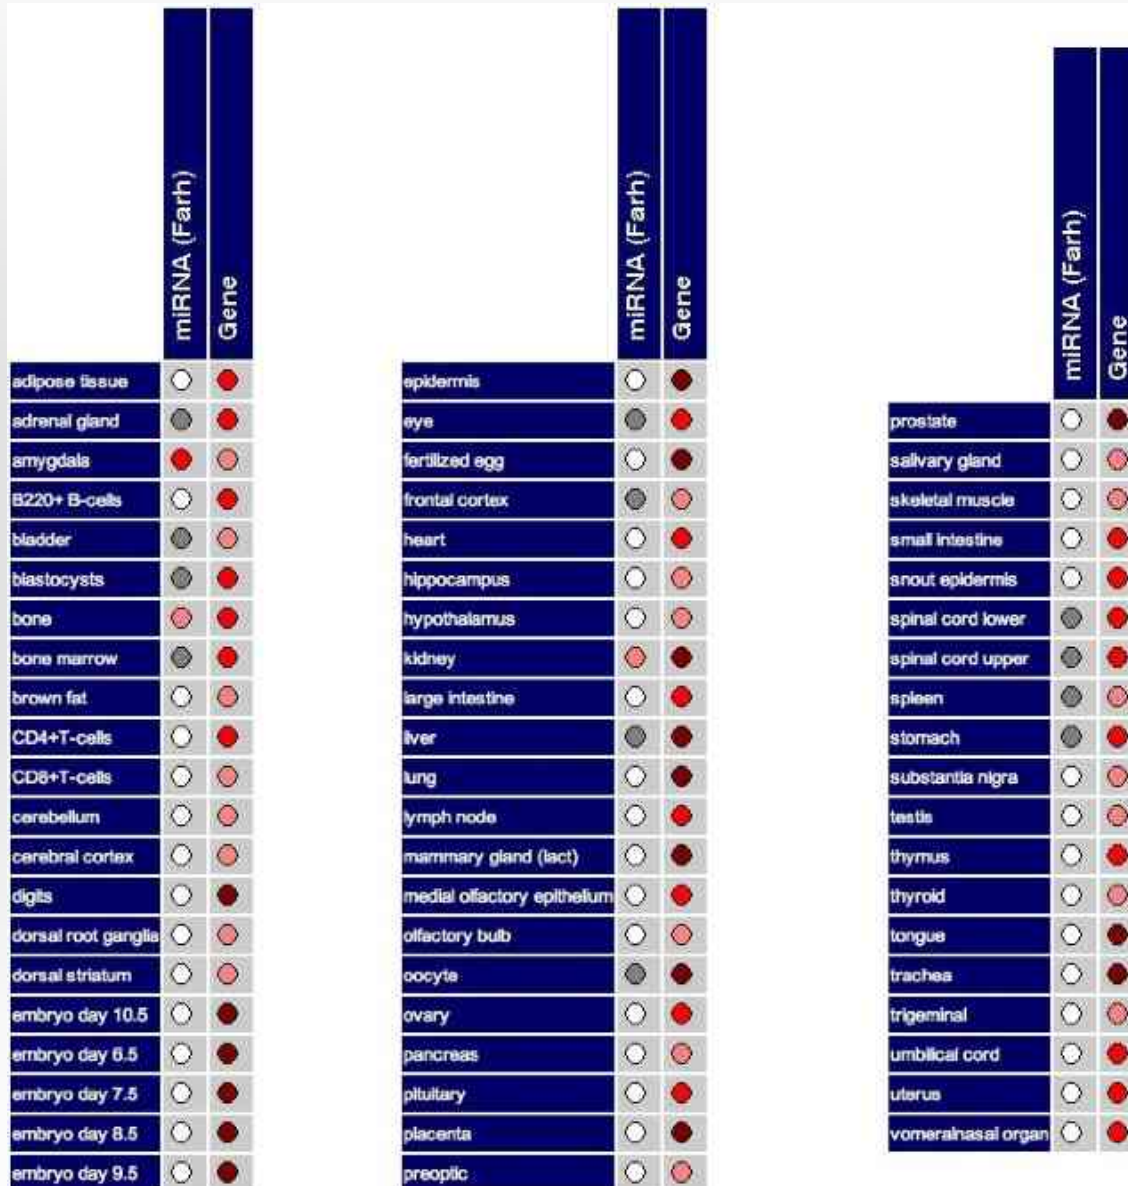 miRNA (Farh)
Gene
adipose tissue
adrenal gland
amygdala
B220+ B-cells
bladder
blastocysts
bone
bone marrow
brown fat
CD4+T-cells
CD8+T-cells
cerebellum
cerebral cortex
digits
dorsal root ganglia
dorsal striatum
embryo day 10.5
embryo day 6.5
embryo day 7.5
embryo day 8.5
embryo day 9.5
miRNA (Farh)
Gene
epidermis
eye
fertilized egg
frontal cortex
heart
hippocampus
hypothalamus
kidney
large intestine
liver
lung
lymph node
mammary gland (lact)
medial olfactory epithelium
olfactory bulb
oocyte
ovary
pancreas
pituitary
placenta
preoptic
miRNA (Farh)
Gene
prostate
salivary gland
skeletal muscle
small intestine
snout epidermis
spinal cord lower
spinal cord upper
spleen
stomach
substantia nigra
testis
thymus
thyroid
tongue
trachea
trigeminal
umbilical cord
uterus
vomeralnasal organ